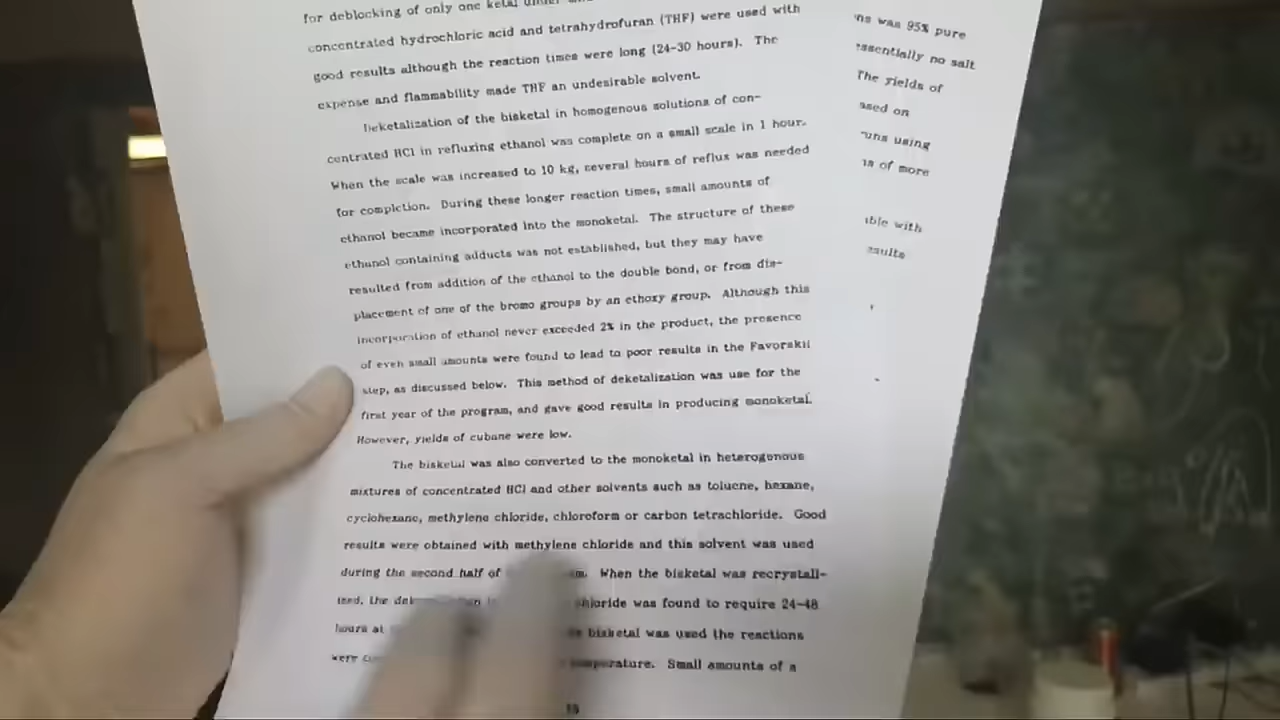 for deblocking of only one ketal
concentrated hydrochloric acid and tetrahydrofuran (THF) were used with
good results although the reaction times were long (24-30 hours). The
expense and flammability made THF an undesirable solvent.
Deketalization of the bisketal in homogenous solutions of con-
centrated HCl in refluxing ethanol was complete on a small scale in 1 hour.
When the scale was increased to 10 kg, several hours of reflux was needed
for completion. During these longer reaction times, small amounts of
ethanol became incorporated into the monoketal. The structure of these
ethanol containing adducts was not established, but they may have
resulted from addition of the ethanol to the double bond, or from dis-
placement of one of the bromo groups by an ethoxy group. Although this
incorporation of ethanol never exceeded 2% in the product, the presence
of even small amounts were found to lead to poor results in the Favorskii
step, as discussed below. This method of deketalization was use for the
first year of the program, and gave good results in producing monoketal.
However, yields of cubane were low.
The bisketal was also converted to the monoketal in heterogenous
mixtures of concentrated HCl and other solvents such as toluene, hexane,
cyclohexane, methylene chloride, chloroform or carbon tetrachloride. Good
results were obtained with methylene chloride and this solvent was used
during the second half of When the bisketal was recrystall-
ized, the chloride was found to require 24-48
hours at bisketal was used the reactions
were temperature. Small amounts of a
19
was 95% pure
essentially no salt
The yields of
on
using
of more
with